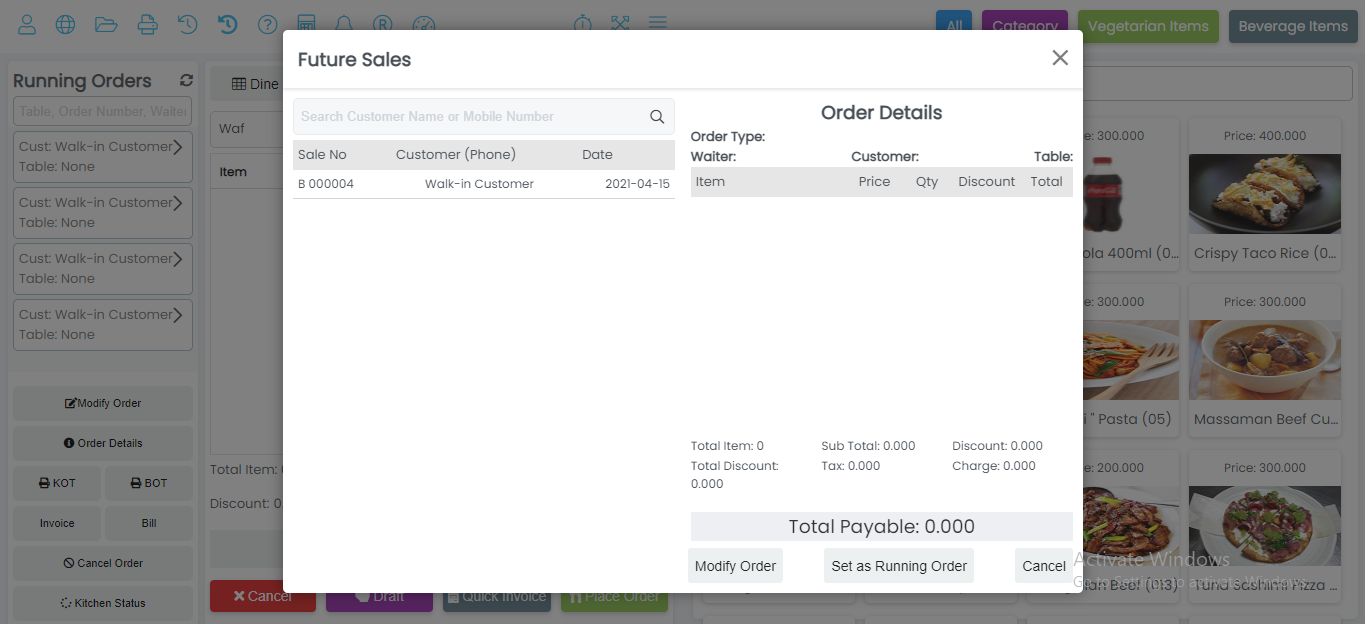 All
Category
Vegetarian Items
Beverage Items
Future Sales
Running Orders
Table, Order Number, Waiter
Cust: Walk-in Customer
Table: None
Cust: Walk-in Customer
Table: None
Cust: Walk-in Customer
Table: None
Cust: Walk-in Customer
Table: None
Modify Order
Order Details
KOT
BOT
Invoice
Bill
Cancel Order
Kitchen Status
Dine
Waf
Item
Total Item:
Discount: 0
Cancel
Draft
Quick Invoice
Place Order
Search Customer Name or Mobile Number
Sale No Customer (Phone) Date
B 000004 Walk-in Customer 2021-04-15
Order Details
Order Type:
Waiter: Customer: Table:
Item Price Qty Discount Total
Total Item: 0 Sub Total: 0.000 Discount: 0.000
Total Discount: Tax: 0.000 Charge: 0.000
0.000
Total Payable: 0.000
Modify Order Set as Running Order Cancel
e: 300.000
Price: 400.000
ola 400ml (0...
Crispy Taco Rice (0...
e: 300.000
Price: 300.000
i " Pasta (05)
Massaman Beef Cu...
e: 200.000
Price: 300.000
ian Beef (013)
Tuna Sashimi Pizza ...
Activate Windows
Go to Settings to activate Windows.